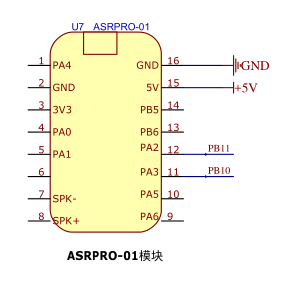 U7 ASRPRO-01
1 PA4 GND 16 GND
2 GND 5V 15 +5V
3 3V3 PB5 14
4 PA0 PB6 13
5 PA1 PA2 12 PB11
6 PA3 11 PB10
7 SPK- PA5 10
8 SPK+ PA6 9
ASRPRO-01模块